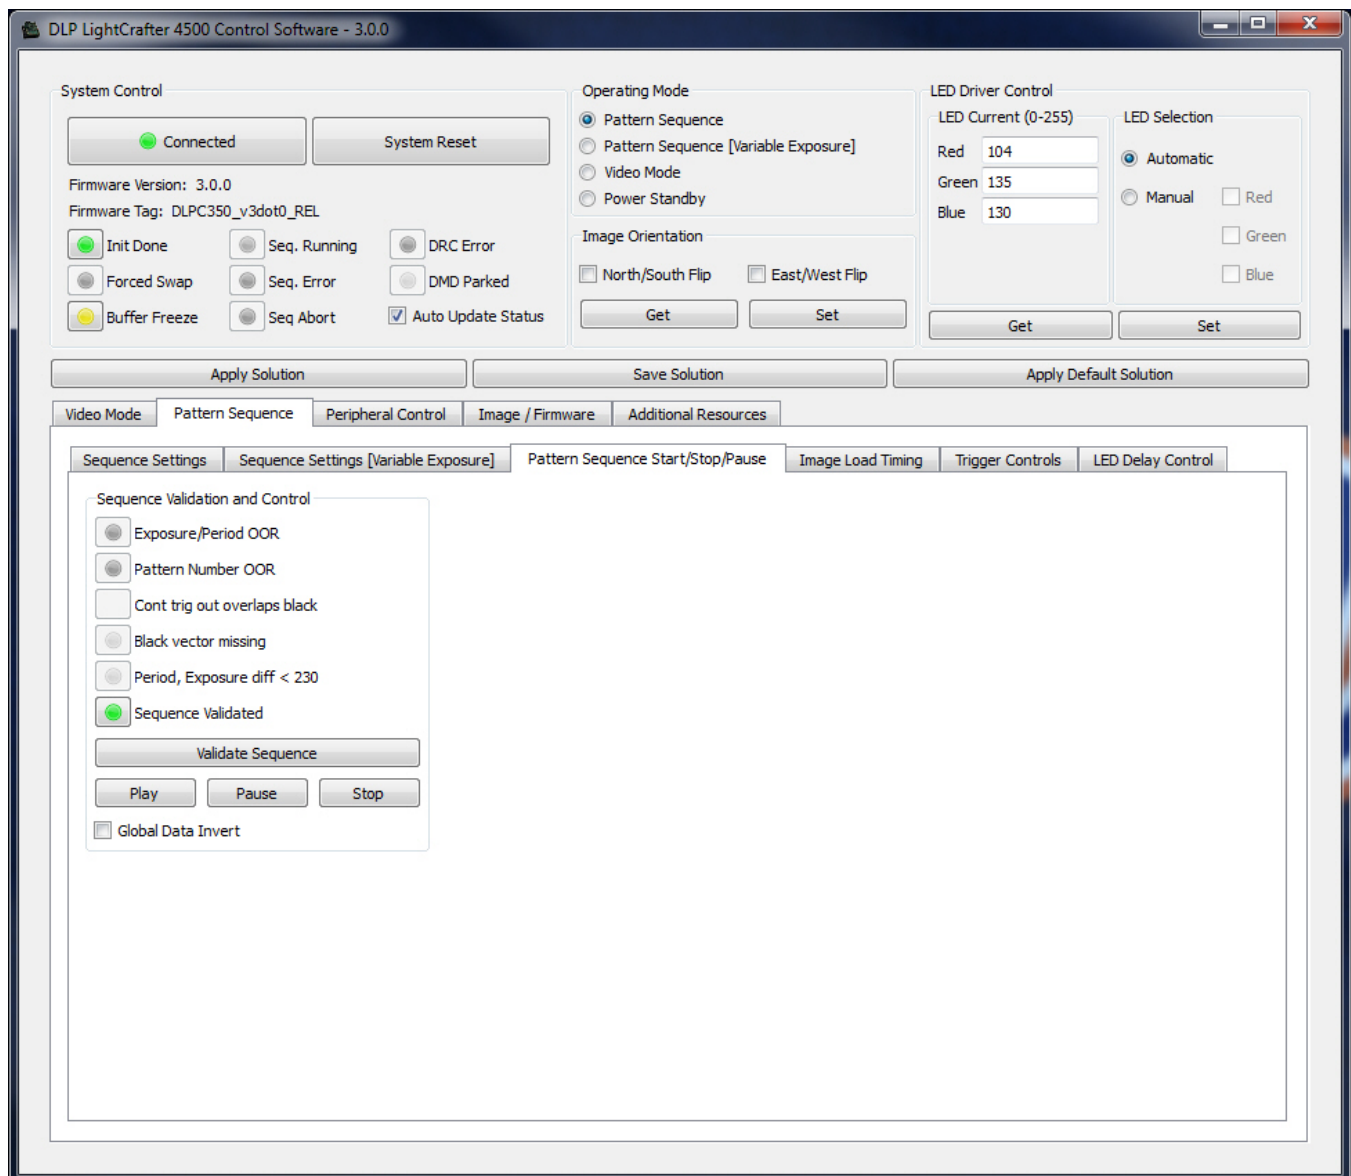 DLP LightCrafter 4500 Control Software - 3.0.0
System Control
Connected
System Reset
Firmware Version: 3.0.0
Firmware Tag: DLPC350_v3dot0_REL
Init Done
Seq. Running
DRC Error
Forced Swap
Seq. Error
DMD Parked
Buffer Freeze
Seq Abort
Auto Update Status
Operating Mode
Pattern Sequence
Pattern Sequence [Variable Exposure]
Video Mode
Power Standby
Image Orientation
North/South Flip
East/West Flip
Get
Set
LED Driver Control
LED Current (0-255)
Red 104
Green 135
Blue 130
LED Selection
Automatic
Manual
Red
Green
Blue
Get
Set
Apply Solution
Save Solution
Apply Default Solution
Video Mode
Pattern Sequence
Peripheral Control
Image / Firmware
Additional Resources
Sequence Settings
Sequence Settings [Variable Exposure]
Pattern Sequence Start/Stop/Pause
Image Load Timing
Trigger Controls
LED Delay Control
Sequence Validation and Control
Exposure/Period OOR
Pattern Number OOR
Cont trig out overlaps black
Black vector missing
Period, Exposure diff < 230
Sequence Validated
Validate Sequence
Play
Pause
Stop
Global Data Invert